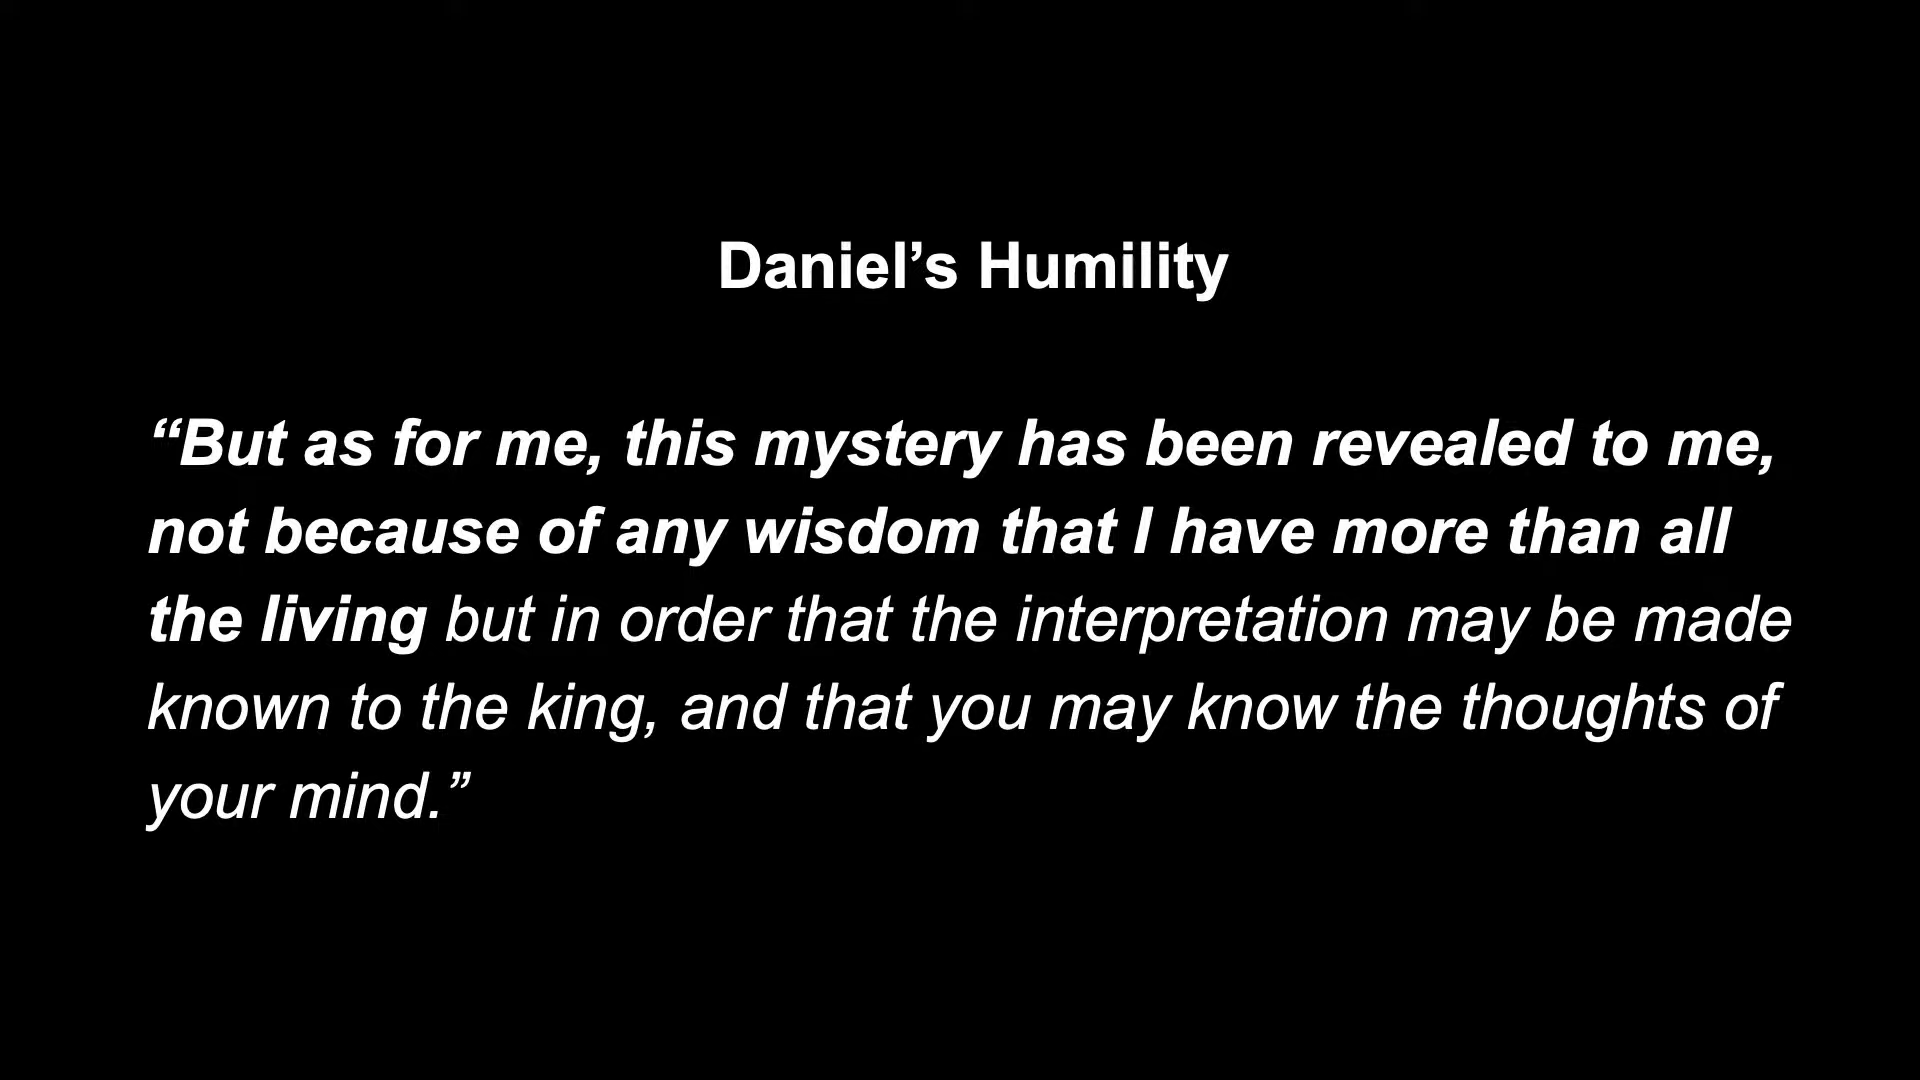 Daniel’s Humility
“But as for me, this mystery has been revealed to me,
not because of any wisdom that I have more than all
the living but in order that the interpretation may be made
known to the king, and that you may know the thoughts of
your mind.”